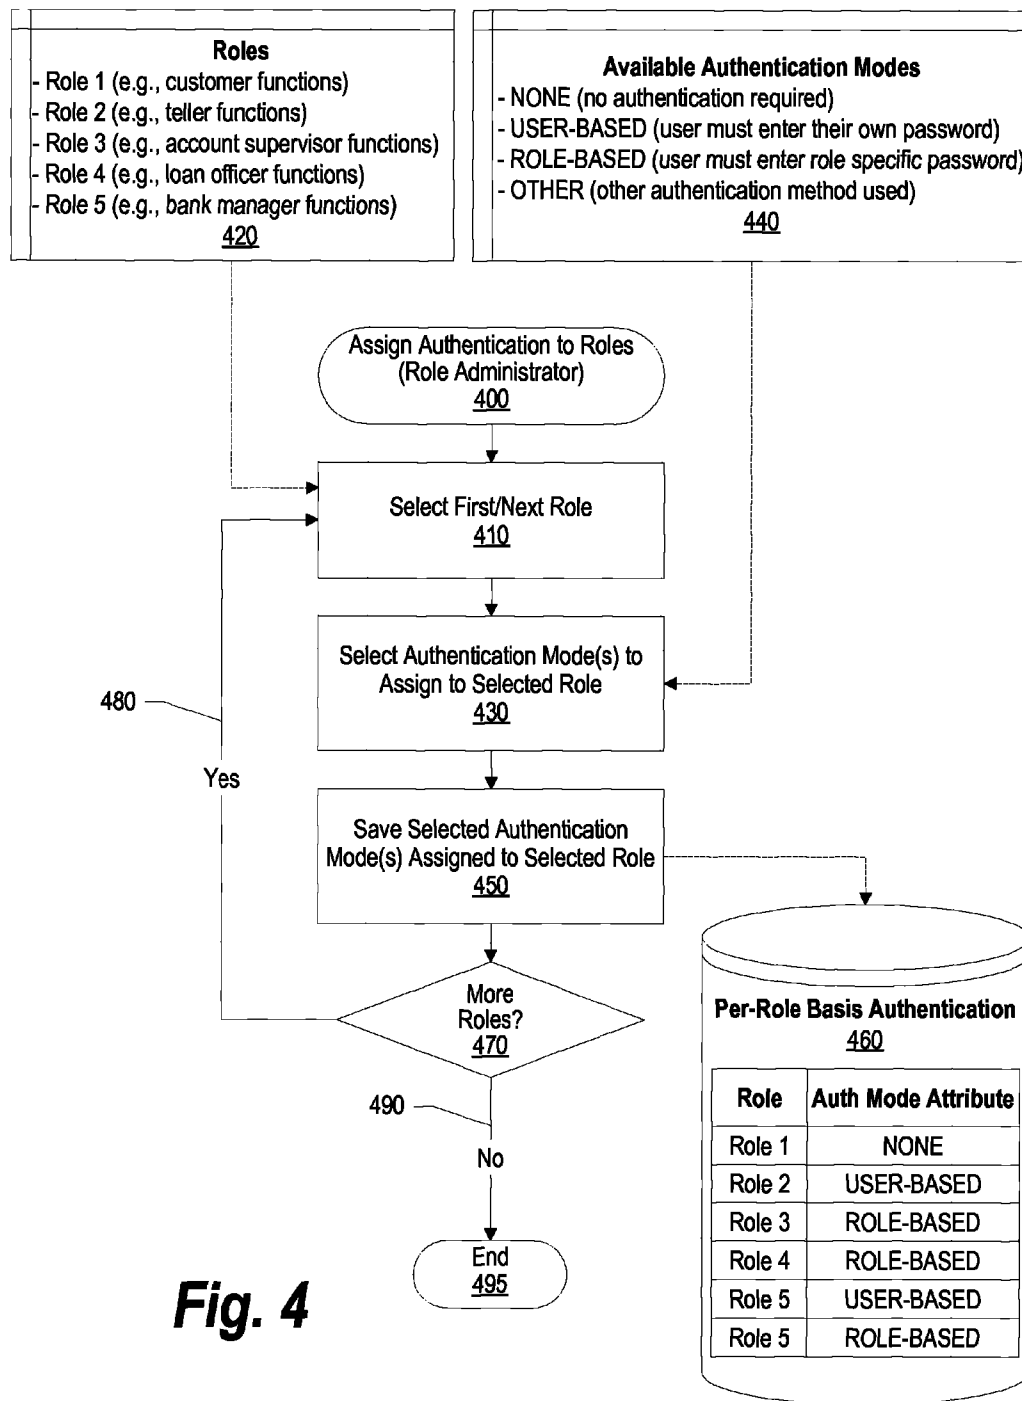 Roles
- Role 1 (e.g., customer functions)
- Role 2 (e.g., teller functions)
- Role 3 (e.g., account supervisor functions)
- Role 4 (e.g., loan officer functions)
- Role 5 (e.g., bank manager functions)
420
Available Authentication Modes
- NONE (no authentication required)
- USER-BASED (user must enter their own password)
- ROLE-BASED (user must enter role specific password)
- OTHER (other authentication method used)
440
Assign Authentication to Roles
(Role Administrator)
400
Select First/Next Role
410
Select Authentication Mode(s) to
Assign to Selected Role
430
480
Yes
Save Selected Authentication
Mode(s) Assigned to Selected Role
450
More
Roles?
470
490
No
End
495
Per-Role Basis Authentication
460
Role Auth Mode Attribute
Role 1 NONE
Role 2 USER-BASED
Role 3 ROLE-BASED
Role 4 ROLE-BASED
Role 5 USER-BASED
Role 5 ROLE-BASED
Fig. 4